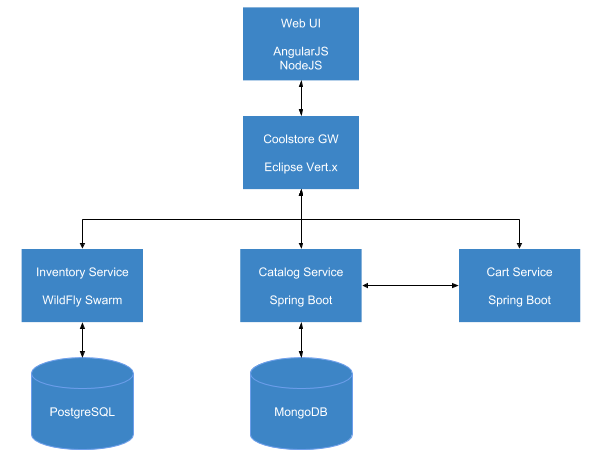 Web UI
AngularJS
NodeJS
Coolstore GW
Eclipse Vert.x
Inventory Service
WildFly Swarm
Catalog Service
Spring Boot
Cart Service
Spring Boot
PostgreSQL
MongoDB